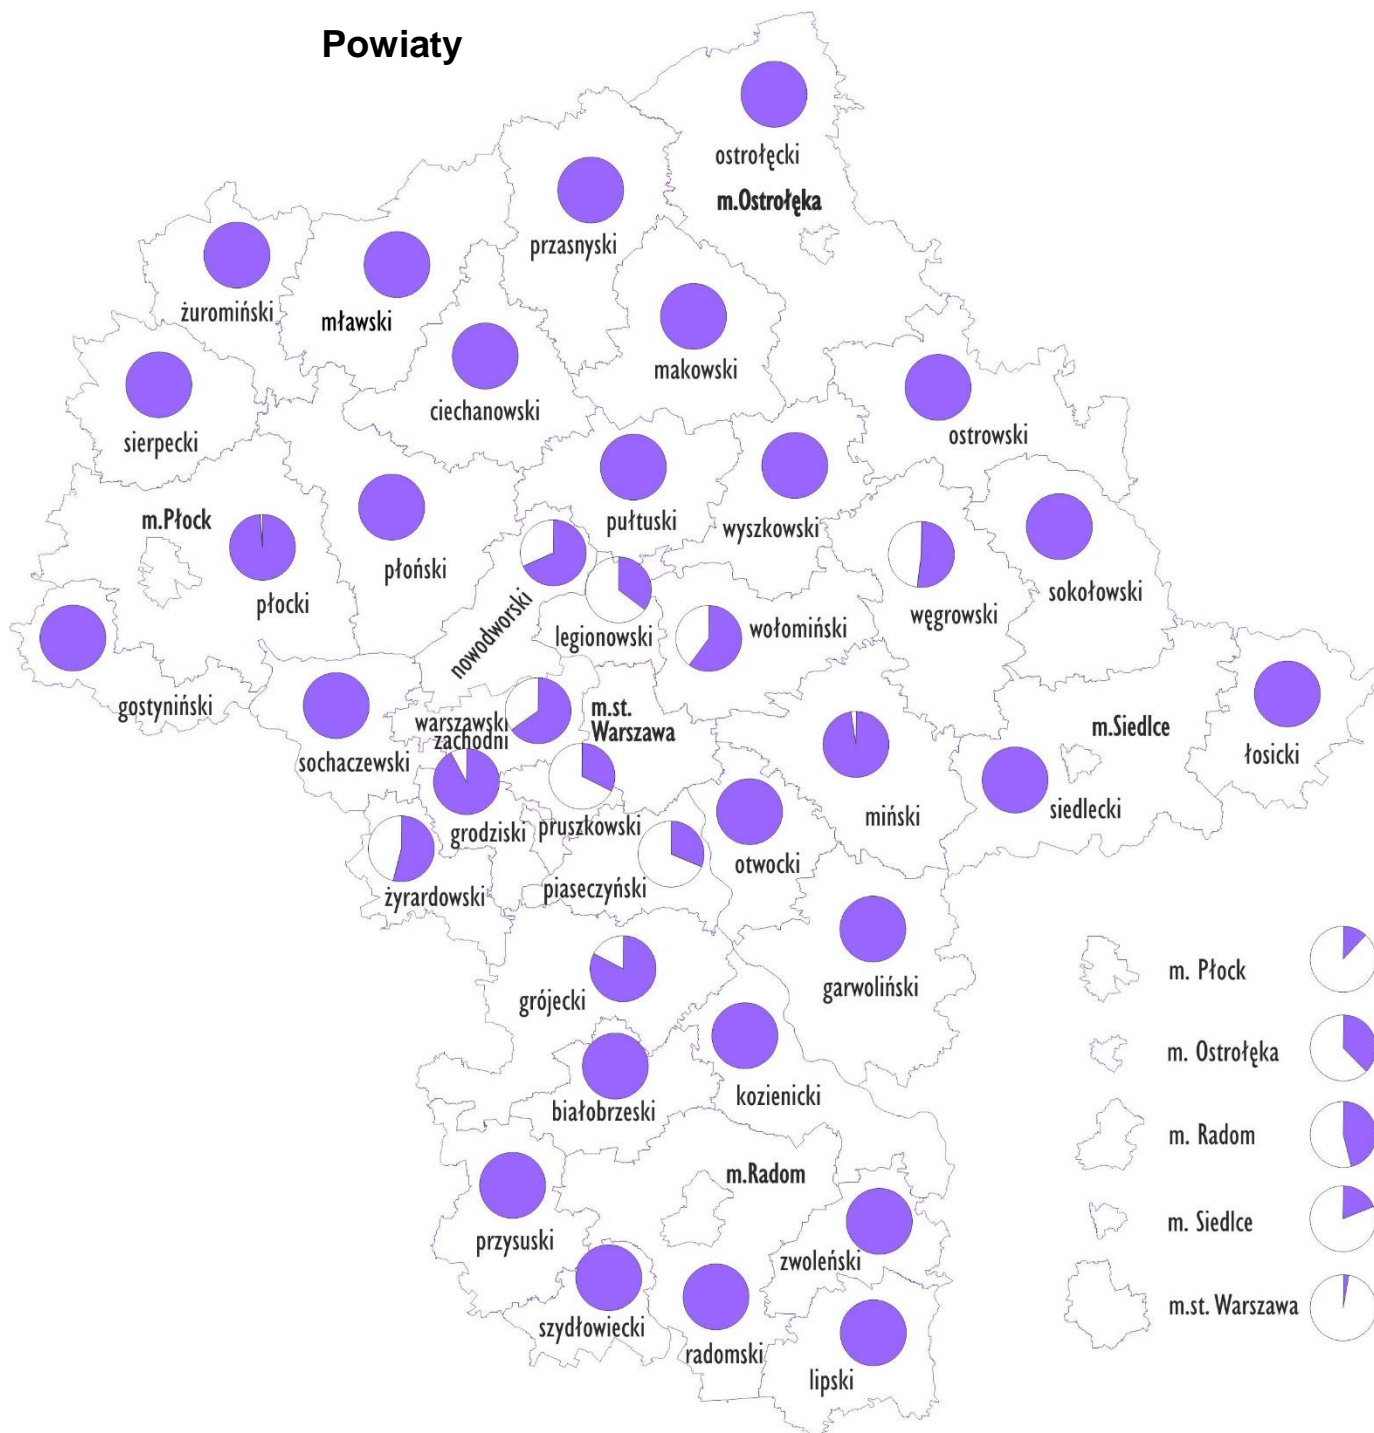 Powiaty
ostrołęcki
m.Ostrołęka
przasnyski
żuromiński
mławski
makowski
ciechanowski
sierpecki
ostrowski
m.Płock
płocki
płoński
pułtuski
wyszkowski
węgrowski
sokołowski
nowodworski
legionowski
wołomiński
gostyniński
sochaczewski
warszawski
zachodni
m.st.
Warszawa
m.Siedlce
łosicki
siedlecki
miński
grodziski
pruszkowski
otwocki
żyrardowski
piaseczyński
garwoliński
grójecki
białobrzeski
kozienicki
m.Radom
przysuski
zwoleński
szydłowiecki
radomski
lipski
m. Płock
m. Ostrołęka
m. Radom
m. Siedlce
m.st. Warszawa